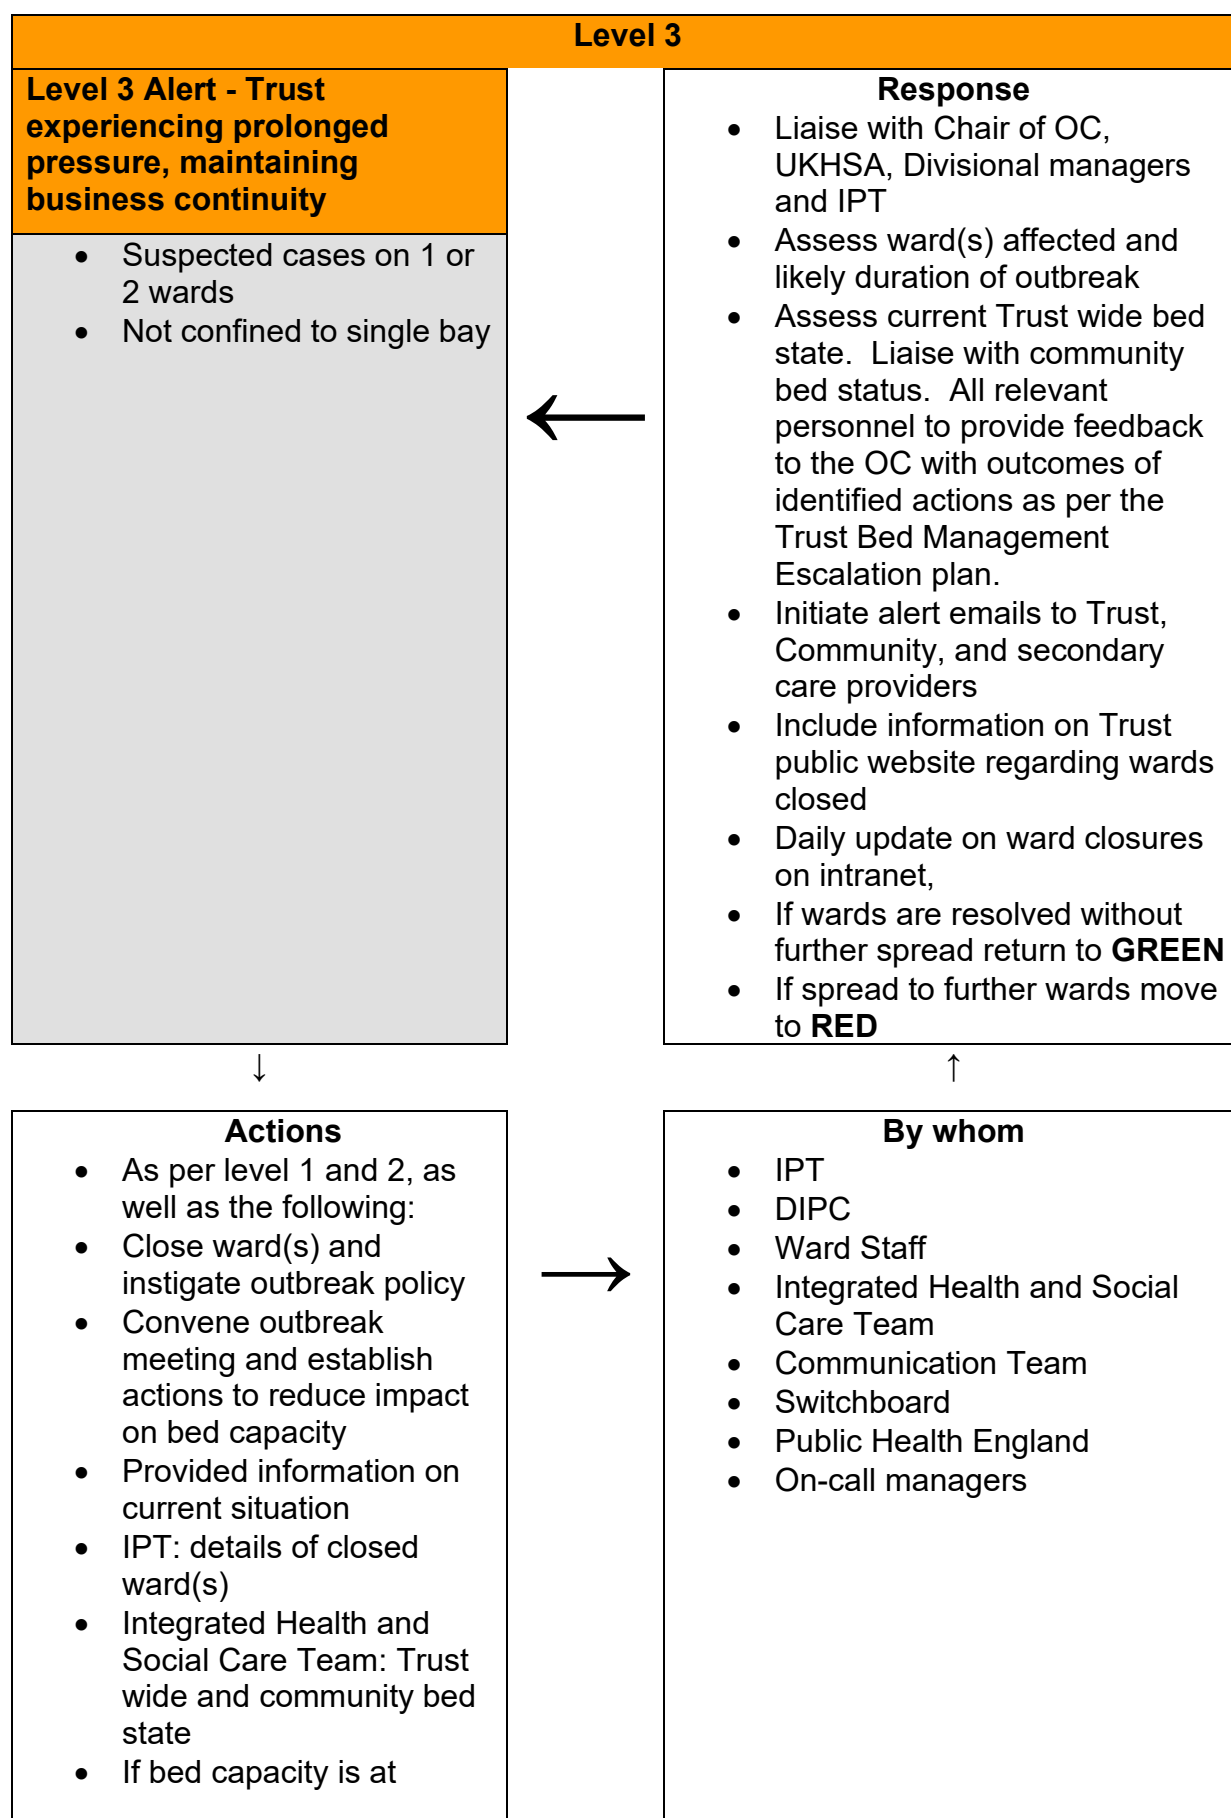 Level 3
Level 3 Alert - Trust
experiencing prolonged
pressure, maintaining
business continuity
• Suspected cases on 1 or
2 wards
• Not confined to single bay
←
Response
• Liaise with Chair of OC,
UKHSA, Divisional managers
and IPT
• Assess ward(s) affected and
likely duration of outbreak
• Assess current Trust wide bed
state.  Liaise with community
bed status.  All relevant
personnel to provide feedback
to the OC with outcomes of
identified actions as per the
Trust Bed Management
Escalation plan.
• Initiate alert emails to Trust,
Community, and secondary
care providers
• Include information on Trust
public website regarding wards
closed
• Daily update on ward closures
on intranet,
• If wards are resolved without
further spread return to GREEN
• If spread to further wards move
to RED
↓
↑
Actions
• As per level 1 and 2, as
well as the following:
• Close ward(s) and
instigate outbreak policy
• Convene outbreak
meeting and establish
actions to reduce impact
on bed capacity
• Provided information on
current situation
• IPT: details of closed
ward(s)
• Integrated Health and
Social Care Team: Trust
wide and community bed
state
• If bed capacity is at
→
By whom
• IPT
• DIPC
• Ward Staff
• Integrated Health and Social
Care Team
• Communication Team
• Switchboard
• Public Health England
• On-call managers